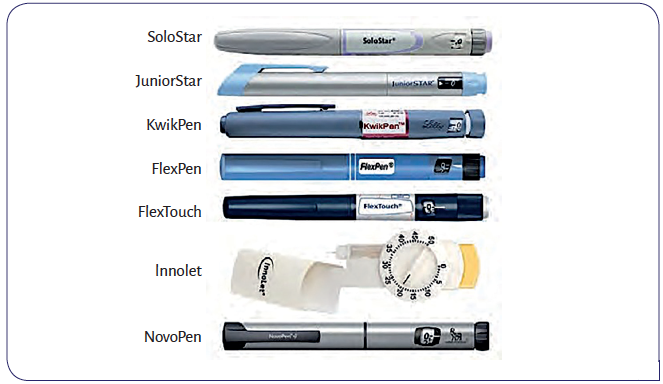 SoloStar
SoloStar®
JuniorStar
JuniorSTAR®
KwikPen
KwikPen™
Lilly
FlexPen
FlexPen®
FlexTouch
FlexTouch®
Innolet
InnoLet®
50
45
40
35
30
25
20
15
10
5
0
NovoPen
NovoPen®